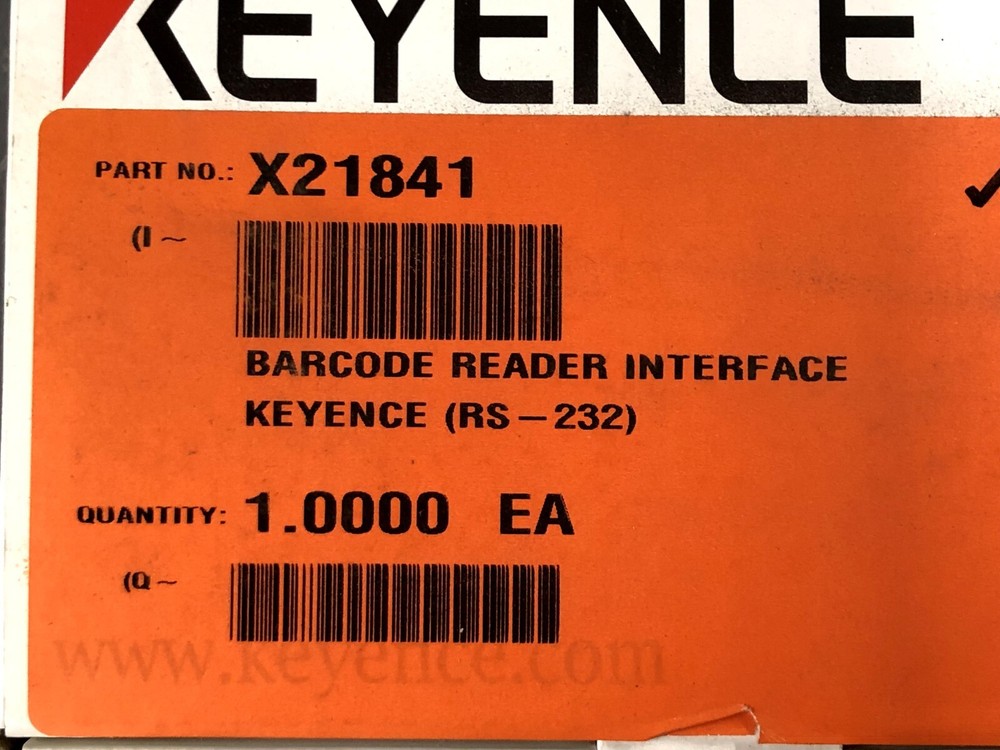 KEYENCE
PART NO.: X21841
(I ~
BARCODE READER INTERFACE
KEYENCE (RS-232)
QUANTITY: 1.0000 EA
(Q ~
www.keyence.com